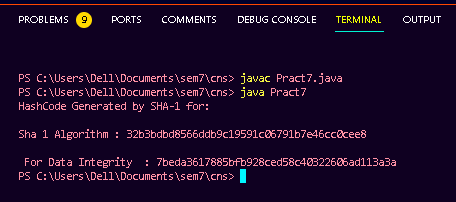 PROBLEMS 9 PORTS COMMENTS DEBUG CONSOLE TERMINAL OUTPUT
PS C:\Users\Dell\Documents\sem7\cns> javac Pract7.java
PS C:\Users\Dell\Documents\sem7\cns> java Pract7
HashCode Generated by SHA-1 for:
Sha 1 Algorithm : 32b3bdbd8566ddb9c19591c06791b7e46cc0cee8
For Data Integrity : 7beda3617885bfb928ced58c40322606ad113a3a
PS C:\Users\Dell\Documents\sem7\cns>